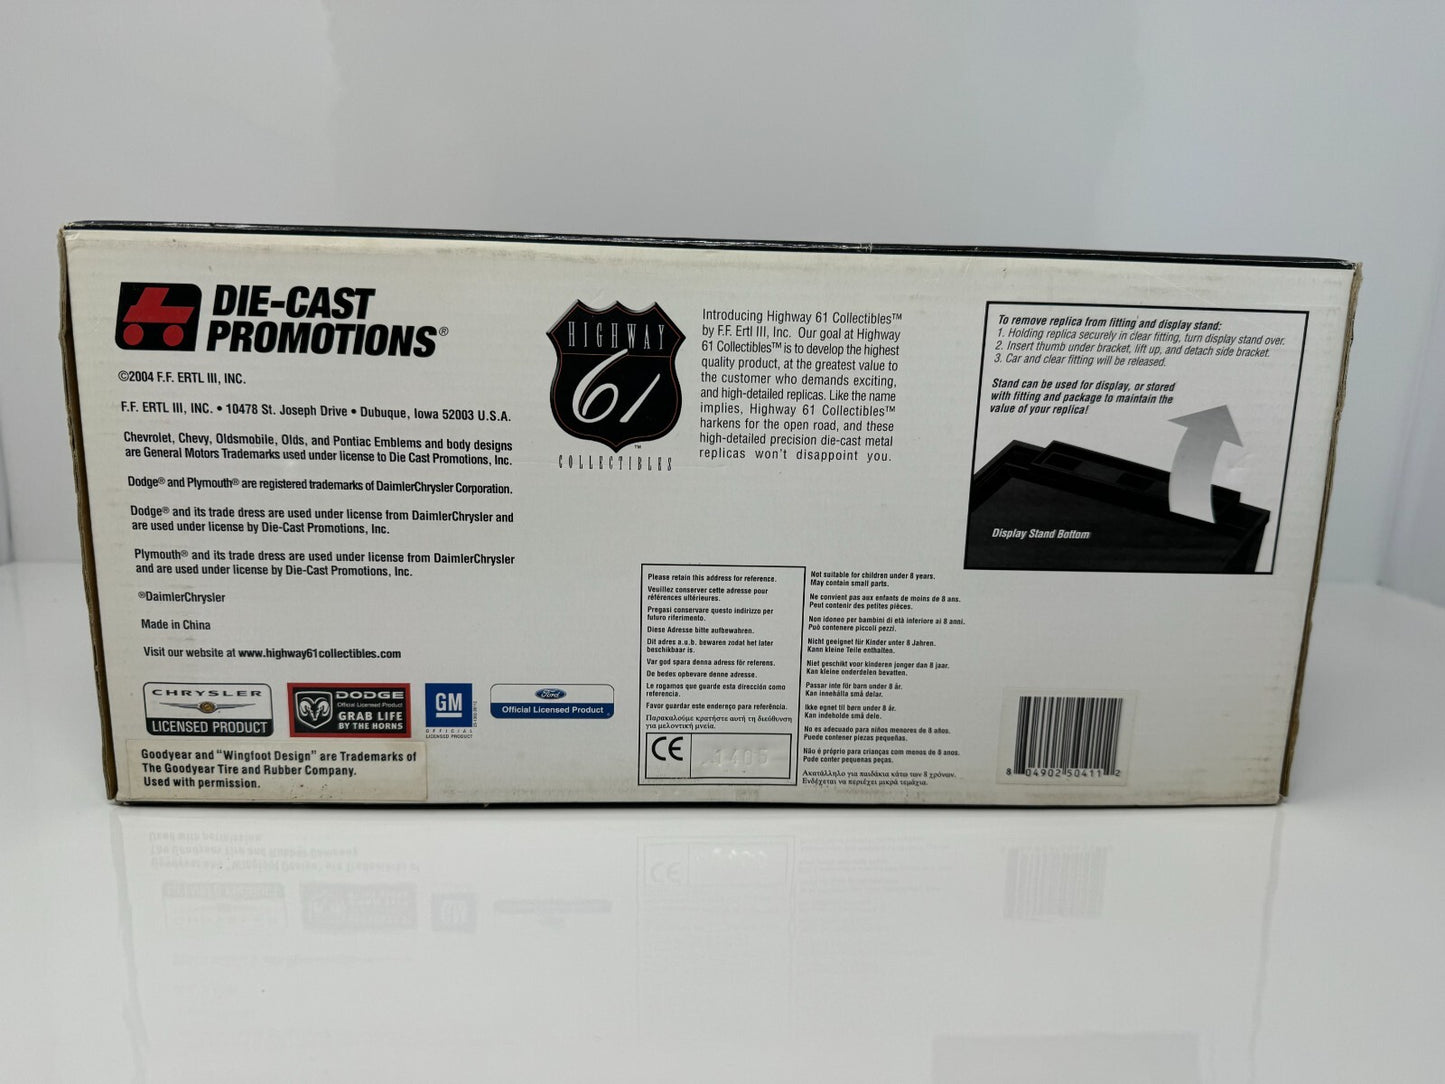 DIE-CAST
PROMOTIONS®
©2004 F.F. ERTL III, INC.
F.F. ERTL III, INC. • 10478 St. Joseph Drive • Dubuque, Iowa 52003 U.S.A.
Chevrolet, Chevy, Oldsmobile, Olds, and Pontiac Emblems and body designs
are General Motors Trademarks used under license to Die Cast Promotions, Inc.
Dodge® and Plymouth® are registered trademarks of DaimlerChrysler Corporation.
Dodge® and its trade dress are used under license from DaimlerChrysler and
are used under license by Die-Cast Promotions, Inc.
Plymouth® and its trade dress are used under license from DaimlerChrysler
and are used under license by Die-Cast Promotions, Inc.
®DaimlerChrysler
Made in China
Visit our website at www.highway61collectibles.com
CHRYSLER
LICENSED PRODUCT
DODGE
Official Licensed Product
GRAB LIFE
BY THE HORNS
GM
OFFICIAL
LICENSED PRODUCT
Ford
Official Licensed Product
Goodyear and "Wingfoot Design" are Trademarks of
The Goodyear Tire and Rubber Company.
Used with permission.
HIGHWAY
61
™
COLLECTIBLES
Introducing Highway 61 Collectibles™
by F.F. Ertl III, Inc. Our goal at Highway
61 Collectibles™ is to develop the highest
quality product, at the greatest value to
the customer who demands exciting,
and high-detailed replicas. Like the name
implies, Highway 61 Collectibles™
harkens for the open road, and these
high-detailed precision die-cast metal
replicas won't disappoint you.
To remove replica from fitting and display stand:
1. Holding replica securely in clear fitting, turn display stand over.
2. Insert thumb under bracket, lift up, and detach side bracket.
3. Car and clear fitting will be released.
Stand can be used for display, or stored
with fitting and package to maintain the
value of your replica!
Display Stand Bottom
Please retain this address for reference.
Veuillez conserver cette adresse pour
références ultérieures.
Pregasi conservare questo indirizzo per
futuro riferimento.
Diese Adresse bitte aufbewahren.
Dit adres a.u.b. bewaren zodat het later
beschikbaar is.
Var god spara denna adress för referens.
De bedes opbevare denne adresse.
Le rogamos que guarde esta dirección como
referencia.
Favor guardar este endereço para referência.
Παρακαλούμε κρατήστε αυτή τη διεύθυνση
για μελοντική μνεία.
CE
1405
Not suitable for children under 8 years.
May contain small parts.
Ne convient pas aux enfants de moins de 8 ans.
Peut contenir des petites pièces.
Non idoneo per bambini di età inferiore ai 8 anni.
Può contenere piccoli pezzi.
Nicht geeignet für Kinder unter 8 Jahren.
Kann kleine Teile enthalten.
Niet geschikt voor kinderen jonger dan 8 jaar.
Kan kleine onderdelen bevatten.
Passar inte för barn under 8 år.
Kan innehålla små delar.
Ikke egnet til børn under 8 år.
Kan indeholde små dele.
No es adecuado para niños menores de 8 años.
Puede contener piezas pequeñas.
Não é próprio para crianças com menos de 8 anos.
Pode conter pequenas peças.
Ακατάλληλο για παιδάκια κάτω των 8 χρόνων.
Ενδέχεται να περιέχει μικρά τεμάχια.
8 04902 50411 2